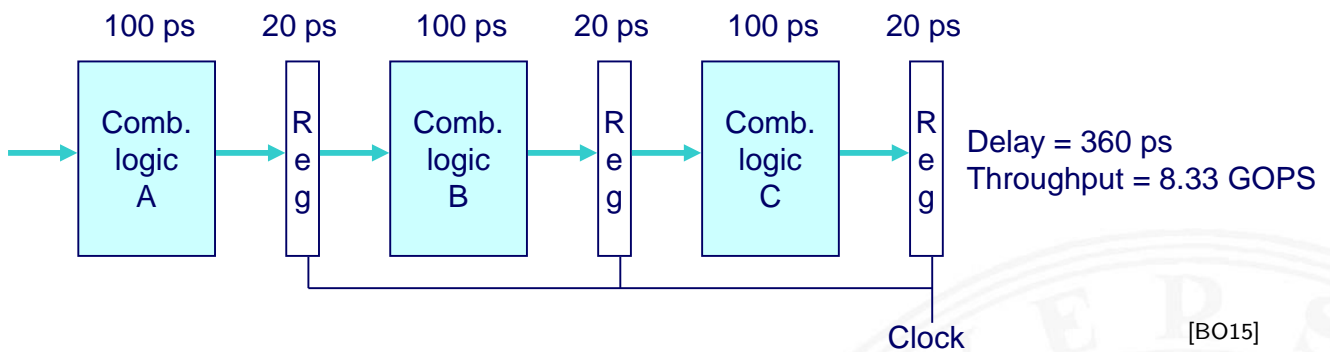 100 ps 20 ps 100 ps 20 ps 100 ps 20 ps
Comb.
logic
A
R
e
g
Comb.
logic
B
R
e
g
Comb.
logic
C
R
e
g
Delay = 360 ps
Throughput = 8.33 GOPS
Clock
[BO15]
E P S